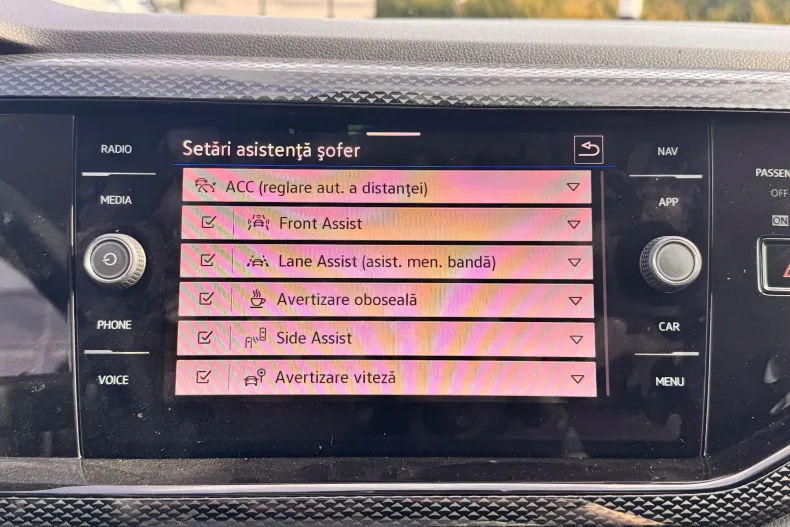 RADIO
MEDIA
PHONE
VOICE
Setări asistenţă şofer
ACC (reglare aut. a distanţei)
Front Assist
Lane Assist (asist. men. bandă)
Avertizare oboseală
Side Assist
Avertizare viteză
NAV
APP
CAR
MENU
OFF
ON